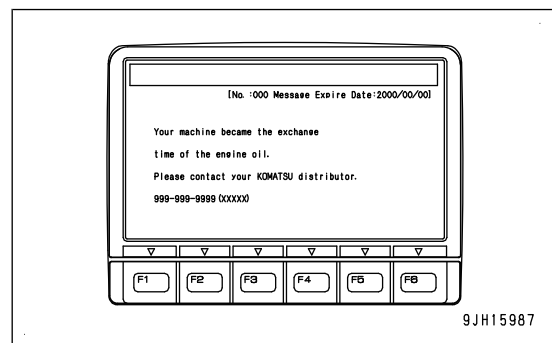 [No. :000 Message Expire Date:2000/00/00]
Your machine became the exchange
time of the engine oil.
Please contact your KOMATSU distributor.
999-999-9999(XXXXX)
F1 F2 F3 F4 F5 F6
9JH15987